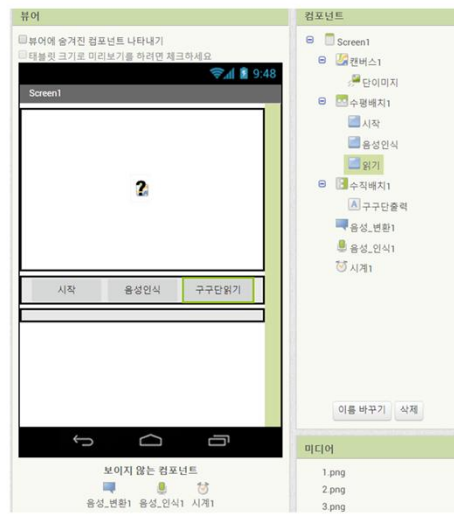 뷰어
뷰어에 숨겨진 컴포넌트 나타내기
태블릿 크기로 미리보기를 하려면 체크하세요
9:48
Screen1
?
시작
음성인식
구구단읽기
보이지 않는 컴포넌트
음성_변환1 음성_인식1 시계1
컴포넌트
Screen1
캔버스1
단이미지
수평배치1
시작
음성인식
읽기
수직배치1
A 구구단출력
음성_변환1
음성_인식1
시계1
이름 바꾸기 삭제
미디어
1.png
2.png
3.png